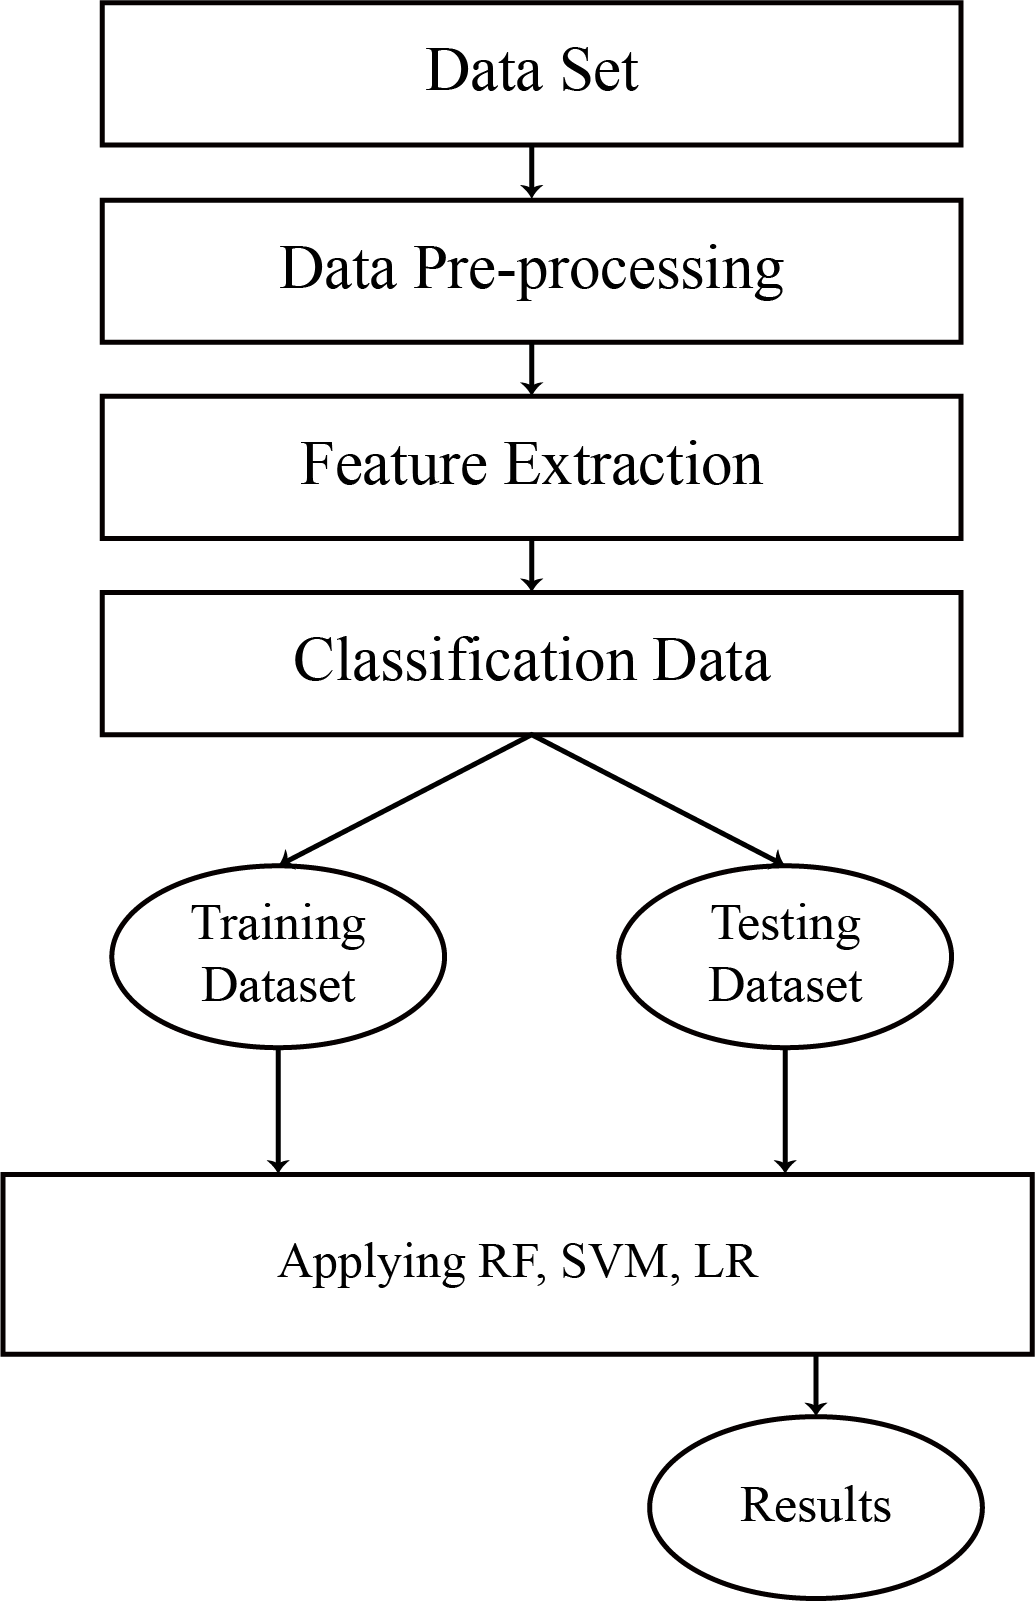 Data Set
Data Pre-processing
Feature Extraction
Classification Data
Training
Dataset
Testing
Dataset
Applying RF, SVM, LR
Results